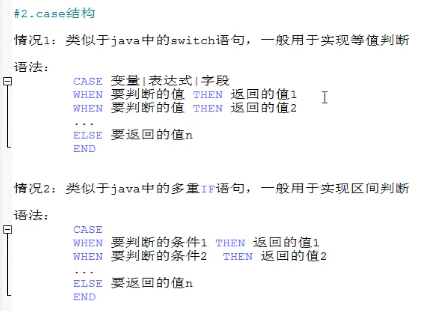 #2.case结构
情况1：类似于java中的switch语句，一般用于实现等值判断
语法：
CASE 变量|表达式|字段
WHEN 要判断的值 THEN 返回的值1
WHEN 要判断的值 THEN 返回的值2
...
ELSE 要返回的值n
END
情况2：类似于java中的多重IF语句，一般用于实现区间判断
语法：
CASE
WHEN 要判断的条件1 THEN 返回的值1
WHEN 要判断的条件2 THEN 返回的值2
...
ELSE 要返回的值n
END